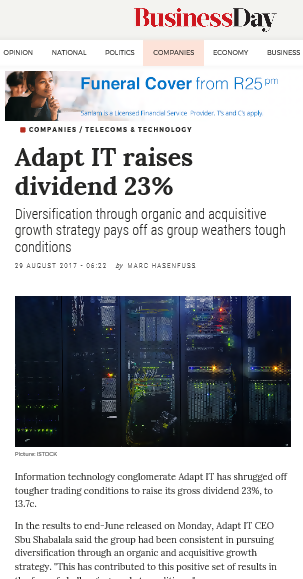 BusinessDay
OPINION NATIONAL POLITICS COMPANIES ECONOMY BUSINESS
Funeral Cover from R25pm
Sanlam is a Licensed Financial Service Provider. T's and C's apply
COMPANIES / TELECOMS & TECHNOLOGY
Adapt IT raises
dividend 23%
Diversification through organic and acquisitive
growth strategy pays off as group weathers tough
conditions
29 AUGUST 2017 - 06:22 by MARC HASENFUSS
Picture: ISTOCK
Information technology conglomerate Adapt IT has shrugged off
tougher trading conditions to raise its gross dividend 23%, to
13.7c.
In the results to end-June released on Monday, Adapt IT CEO
Sbu Shabalala said the group had been consistent in pursuing
diversification through an organic and acquisitive growth
strategy. "This has contributed to this positive set of results in